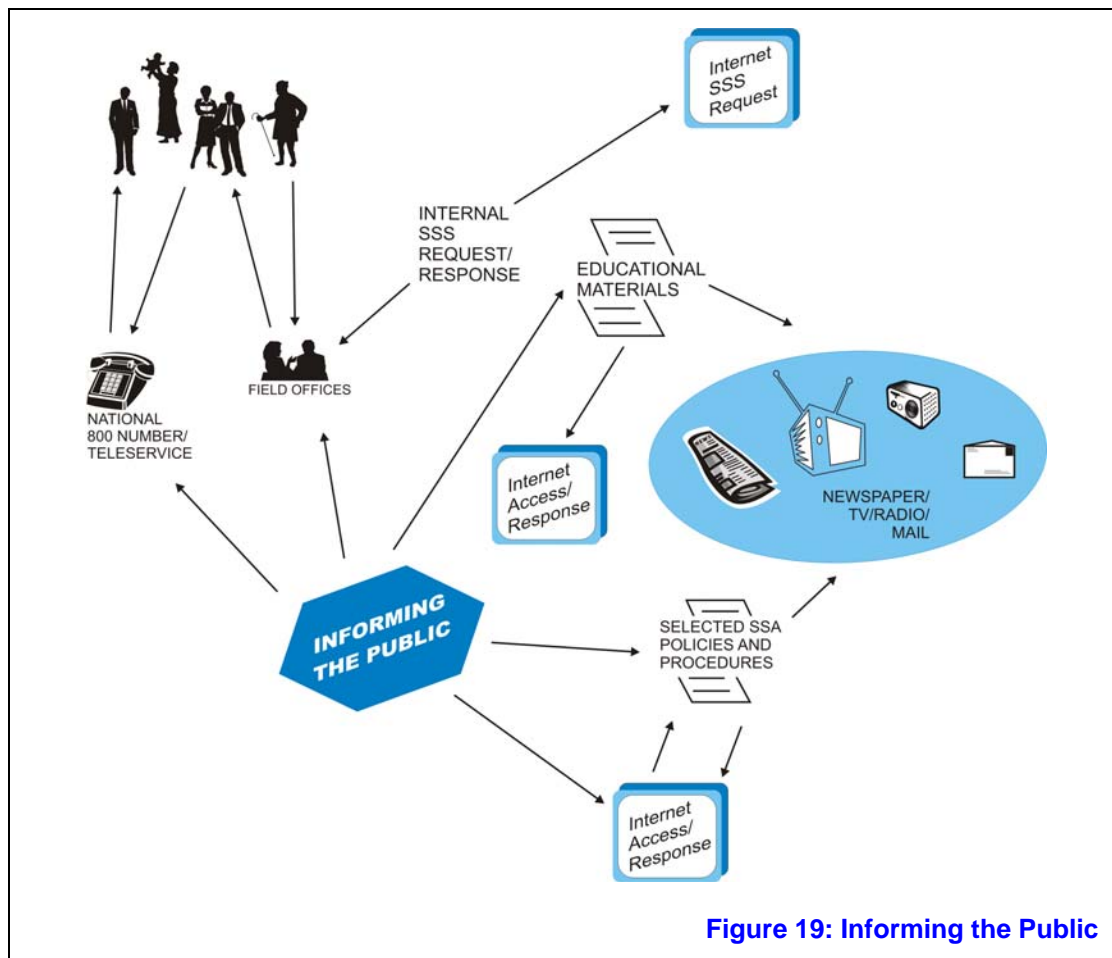 Internet
SSS
Request
INTERNAL
SSS
REQUEST/
RESPONSE
EDUCATIONAL
MATERIALS
NATIONAL
800 NUMBER/
TELESERVICE
FIELD OFFICES
Internet
Access/
Response
NEWSPAPER/
TV/RADIO/
MAIL
INFORMING
THE PUBLIC
SELECTED SSA
POLICIES AND
PROCEDURES
Internet
Access/
Response
Figure 19: Informing the Public